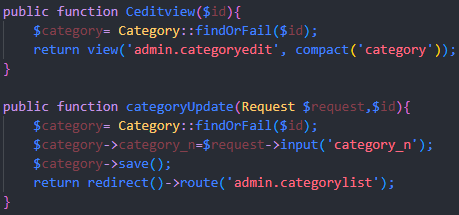 public function Ceditview($id){
$category= Category::findOrFail($id);
return view('admin.categoryedit', compact('category'));
}
public function categoryUpdate(Request $request,$id){
$category= Category::findOrFail($id);
$category->category_n=$request->input('category_n');
$category->save();
return redirect()->route('admin.categorylist');
}